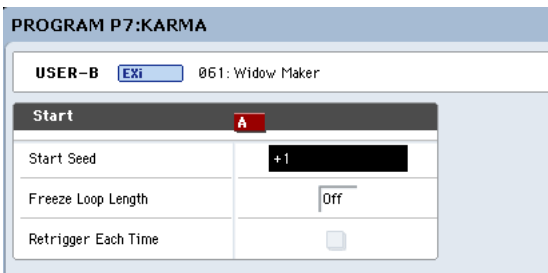 PROGRAM P7:KARMA
USER-B EXi 061: Widow Maker
Start A
Start Seed +1
Freeze Loop Length Off
Retrigger Each Time